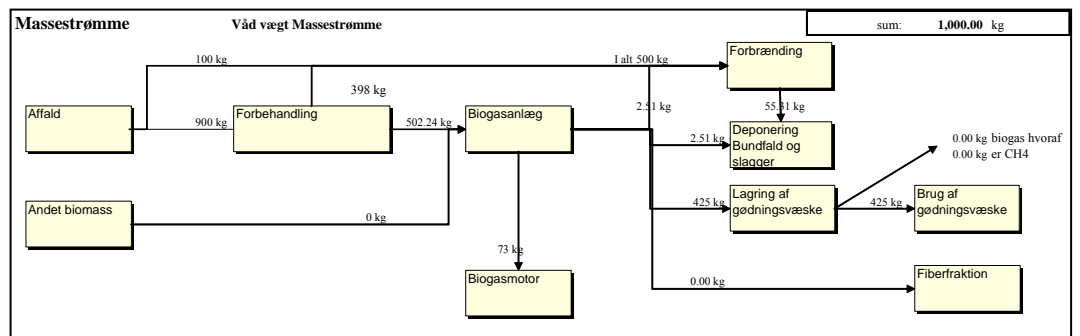 Massestrømme
Våd vægt Massestrømme
sum: 1,000.00 kg
100 kg
I alt 500 kg
Forbrænding
398 kg
2.51 kg
55.31 kg
Affald
900 kg
Forbehandling
502.24 kg
Biogasanlæg
2.51 kg
Deponering
Bundfald og
slagger
0.00 kg biogas hvoraf
0.00 kg er CH4
Andet biomass
0 kg
425 kg
Lagring af
gødningsvæske
425 kg
Brug af
gødningsvæske
73 kg
Biogasmotor
0.00 kg
Fiberfraktion